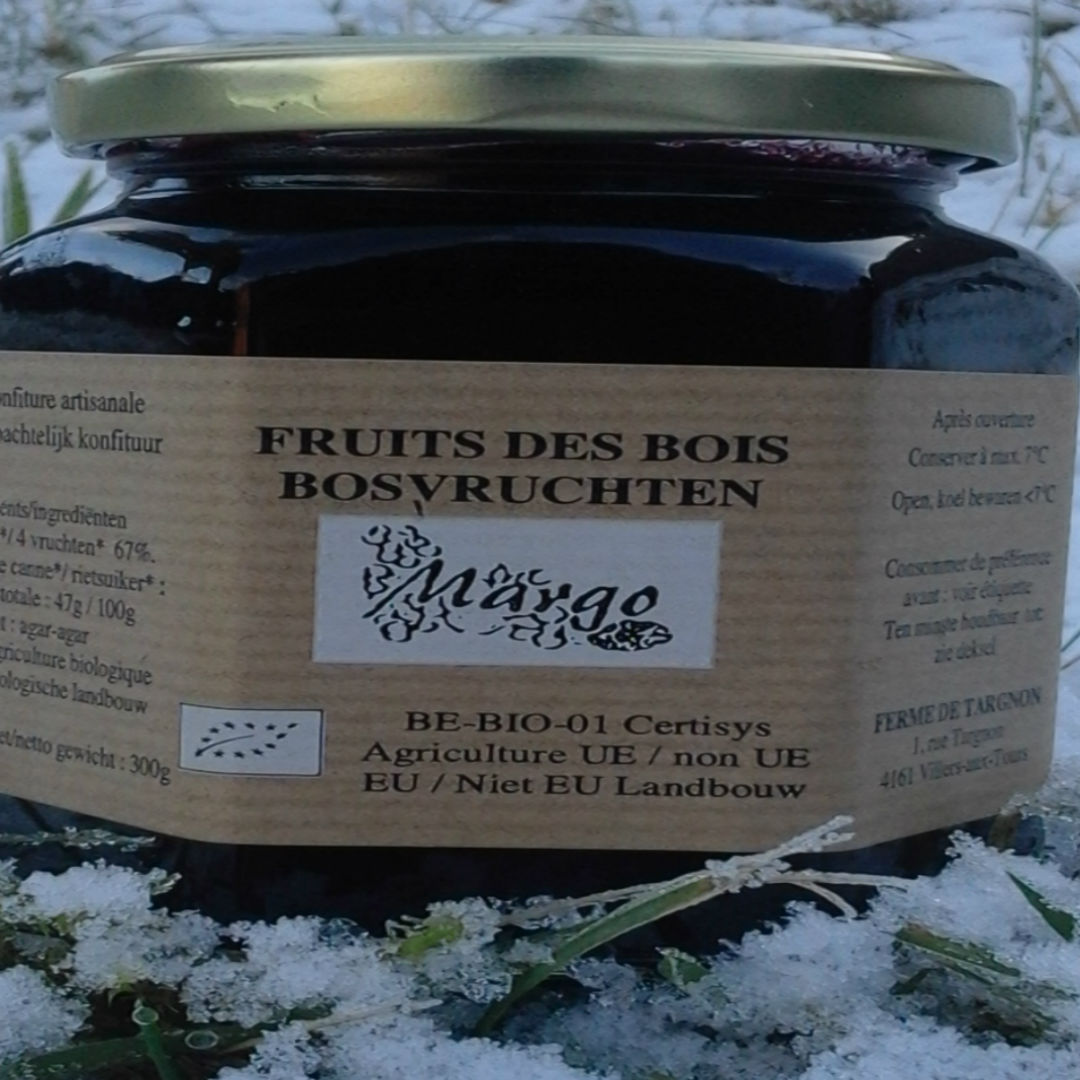 nfiture artisanale
achtelijk konfituur
ents/ingrediënten
*/ 4 vruchten* 67%.
e canne*/ rietsuiker* :
totale : 47g / 100g
t : agar-agar
griculture biologique
ologische landbouw
et/netto gewicht : 300g
FRUITS DES BOIS
BOSVRUCHTEN
Margo
BE-BIO-01 Certisys
Agriculture UE / non UE
EU / Niet EU Landbouw
Après ouverture
Conserver à max. 7°C
Open, koel bewaren <7°C
Consommer de préférence
avant : voir étiquette
Ten minste houdbaar tot:
zie deksel
FERME DE TARGNON
1, rue Targnon
4161 Villers-aux-Tours